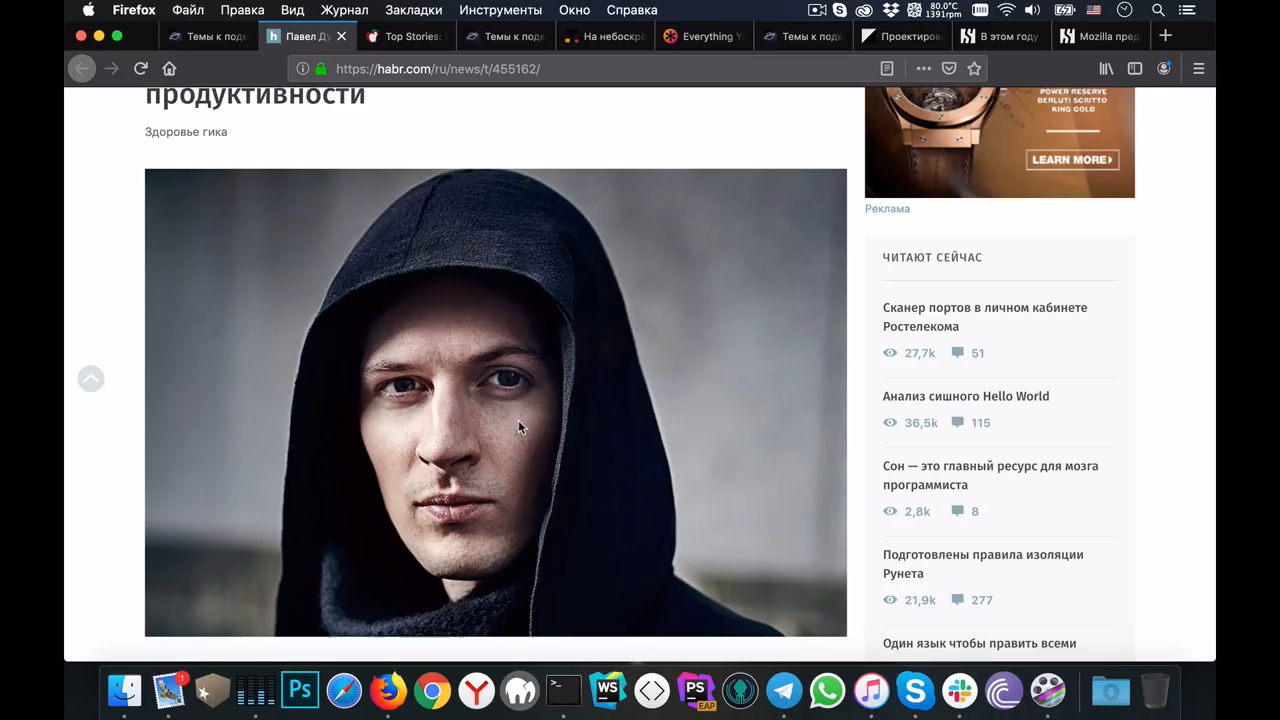 Firefox Файл Правка Вид Журнал Закладки Инструменты Окно Справка
80.0°C
1391rpm
Темы к подк
Павел Ду
Top Stories:
Темы к подк
На небоскр
Everything Yo
Темы к подк
Проектиров
В этом году
Mozilla пред
https://habr.com/ru/news/t/455162/
продуктивности
Здоровье гика
POWER RESERVE
BERLUTI SCRITTO
KING GOLD
LEARN MORE
Реклама
ЧИТАЮТ СЕЙЧАС
Сканер портов в личном кабинете
Ростелекома
27,7k 51
Анализ сишного Hello World
36,5k 115
Сон — это главный ресурс для мозга
программиста
2,8k 8
Подготовлены правила изоляции
Рунета
21,9k 277
Один язык чтобы править всеми
1
Ps
WS
PS
EAP